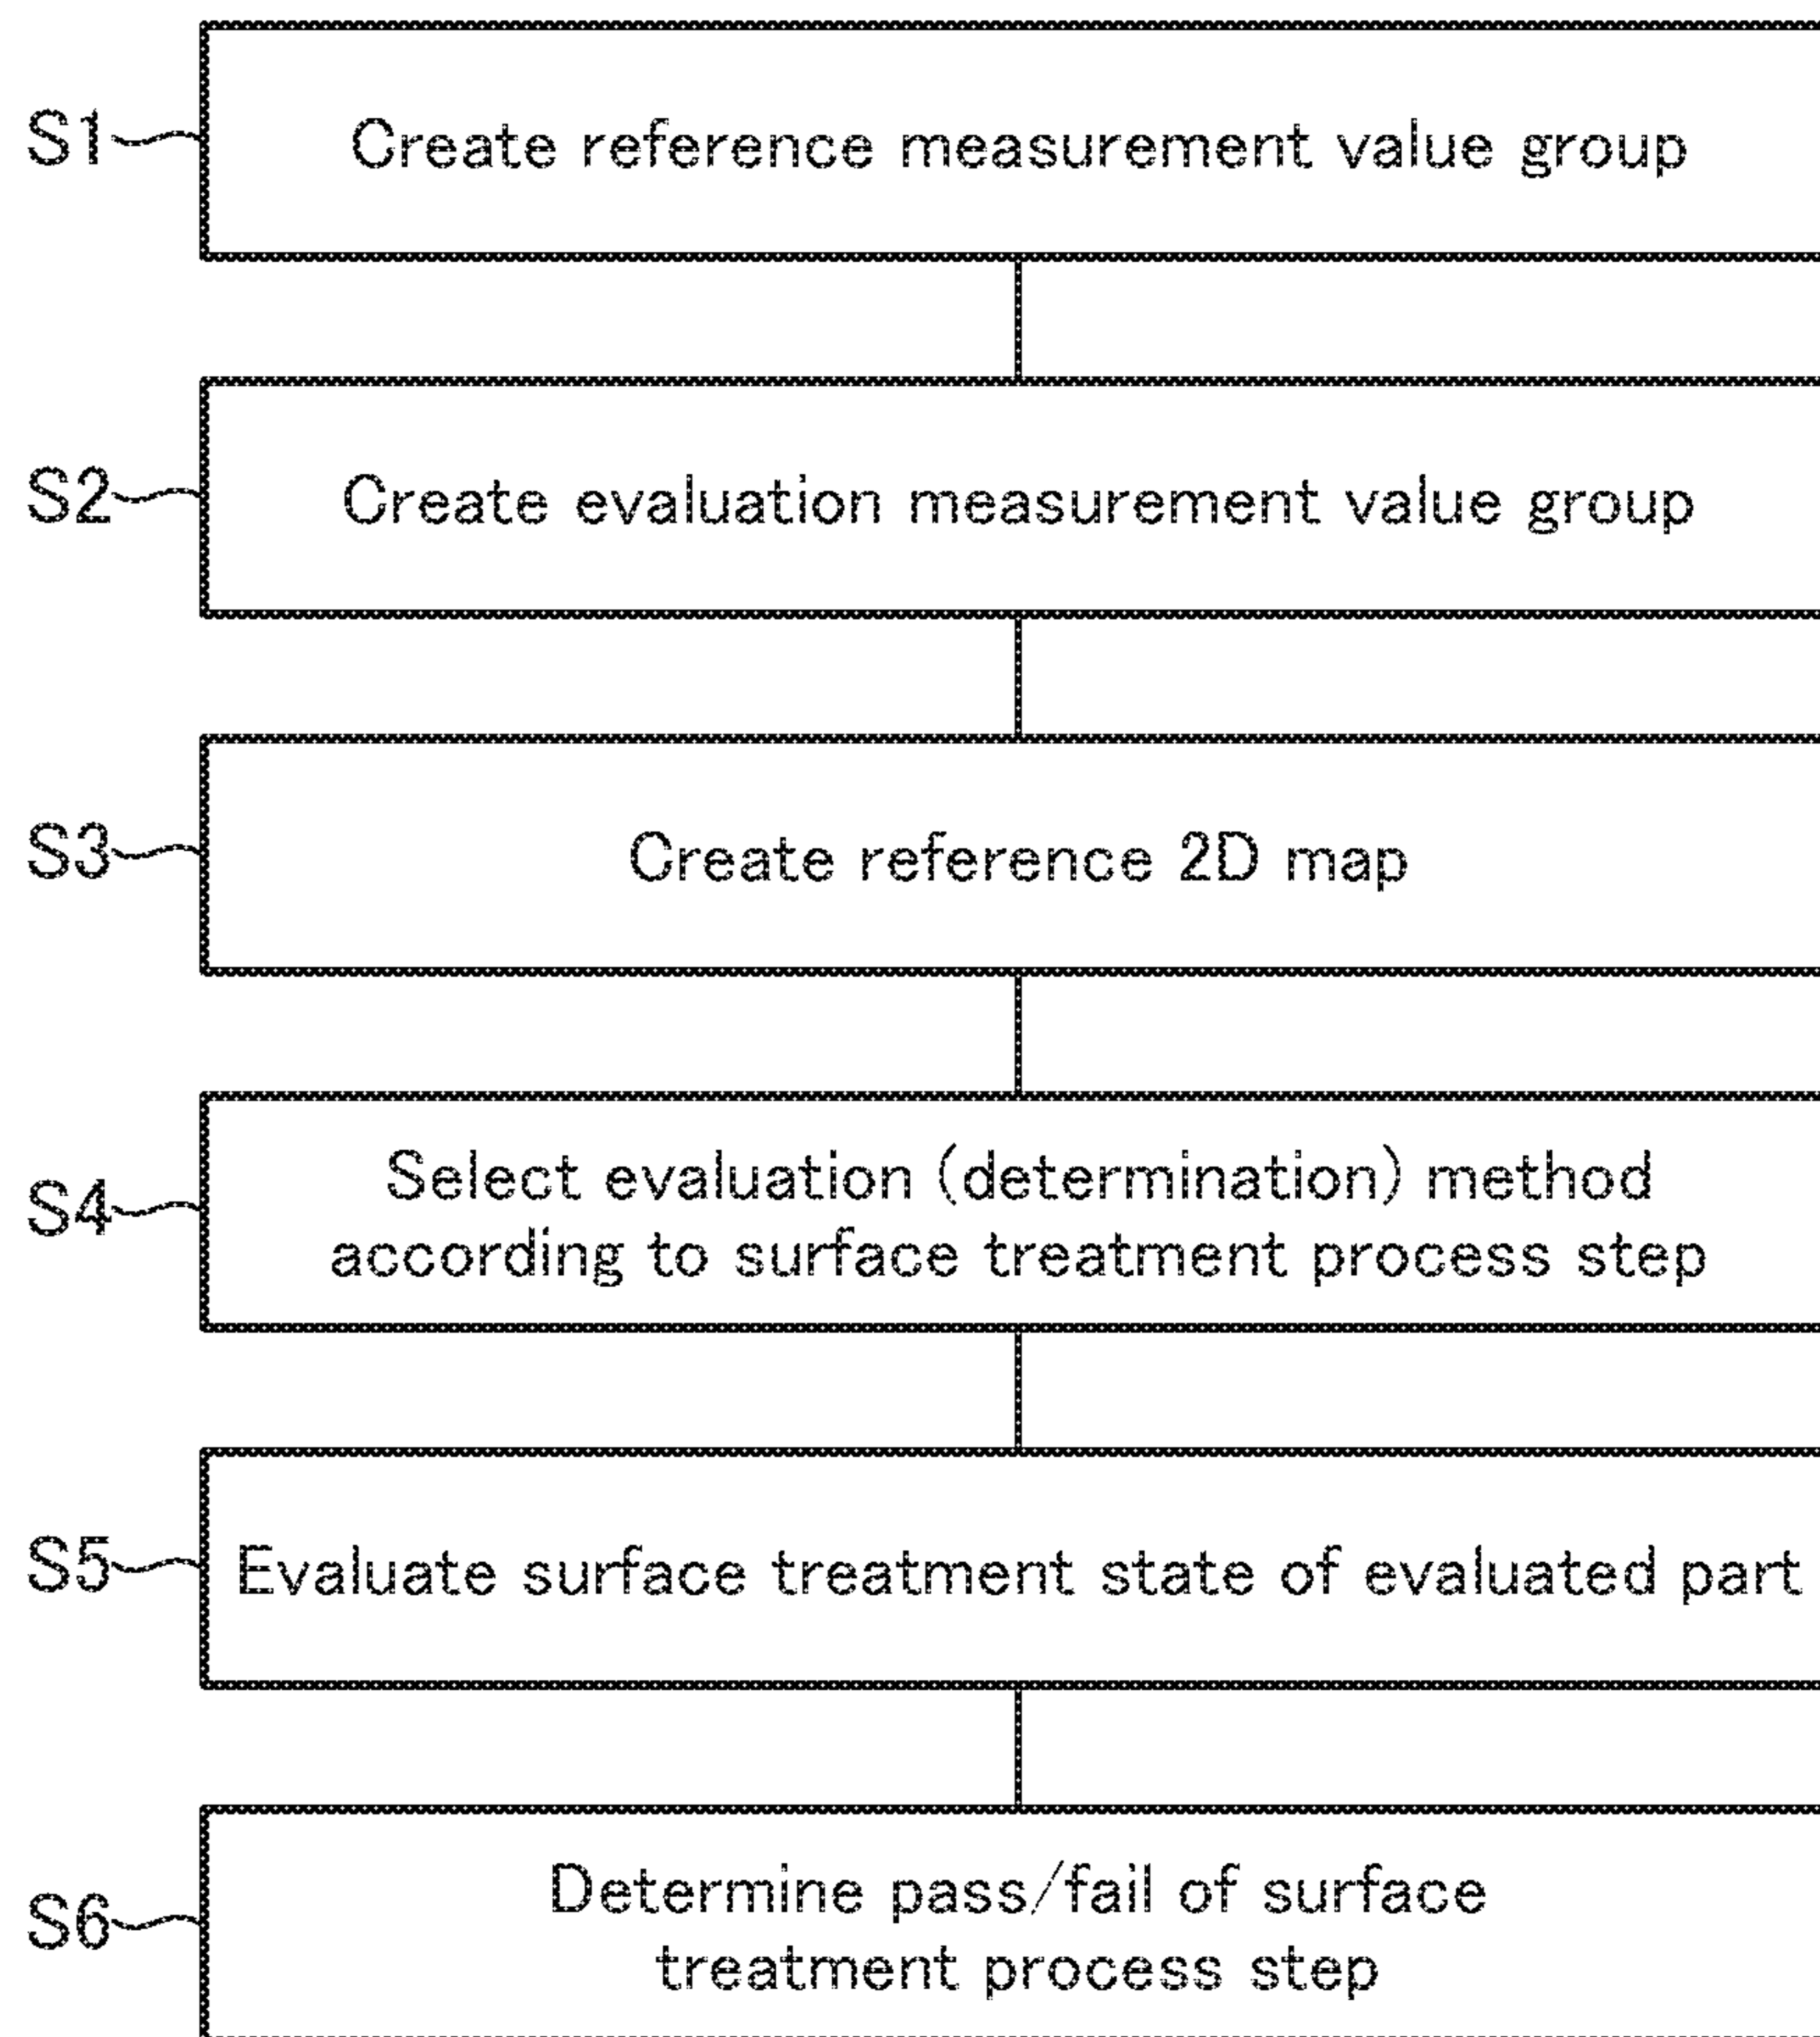 S1
Create reference measurement value group
S2
Create evaluation measurement value group
S3
Create reference 2D map
S4
Select evaluation (determination) method
according to surface treatment process step
S5
Evaluate surface treatment state of evaluated part
S6
Determine pass/fail of surface
treatment process step